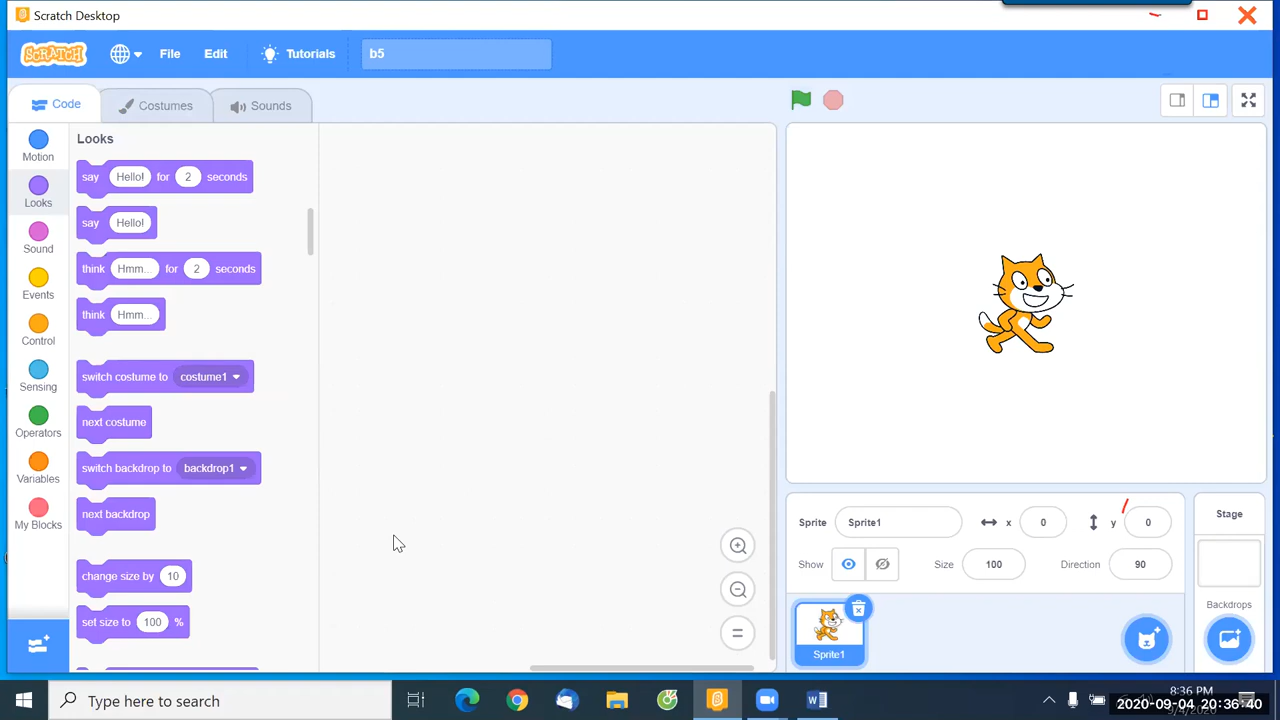 Scratch Desktop
SCRATCH File Edit Tutorials b5
Code Costumes Sounds
Motion
Looks
Sound
Events
Control
Sensing
Operators
Variables
My Blocks
Looks
say Hello! for 2 seconds
say Hello!
think Hmm... for 2 seconds
think Hmm...
switch costume to costume1
next costume
switch backdrop to backdrop1
next backdrop
change size by 10
set size to 100 %
Sprite Sprite1 x 0 y 0
Show Size 100 Direction 90
Sprite1
Stage
Backdrops
Type here to search
8:36 PM
2020-09-04 20:36:40